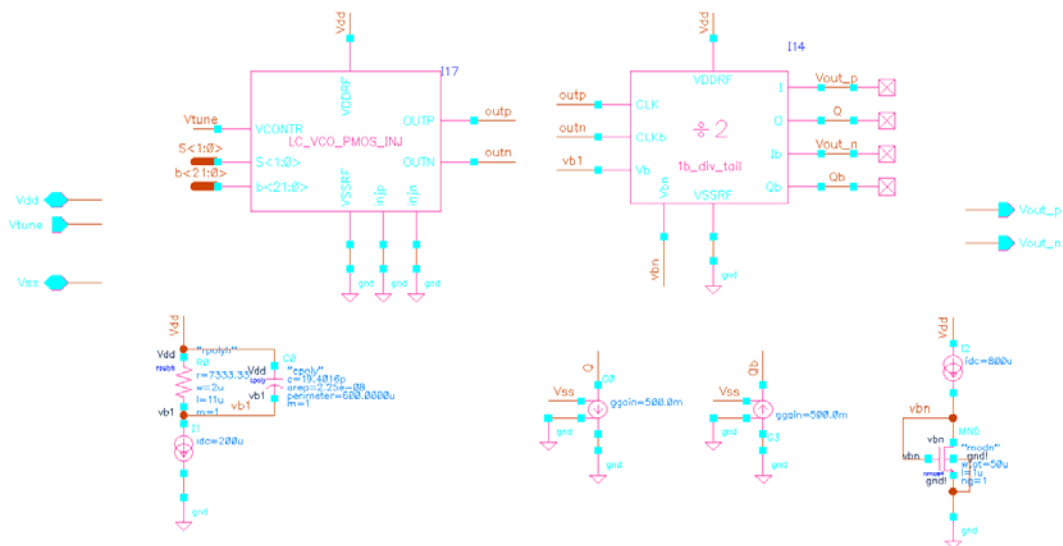 Vdd
Vdd
I14
I17
VDDRF
VCONTR
LC_VCO_PMOS_INJ
S<1:0>
b<21:0>
OUTP
OUTN
VSSRF
injp
injn
Vtune
S<1:0>
b<21:0>
outp
outn
gnd
gnd
gnd
VDDRF
outp
outn
vb1
CLK
CLKb
Vb
÷2
1b_div_tail
I
Q
Ib
Qb
Vout_p
Q
Vout_n
Qb
Vbn
VSSRF
vbn
gnd
Vdd
Vtune
Vss
Vout_p
Vout_n
Vdd
Vdd
"rpolyh"
R0
r=7333.33
w=2u
l=11u
m=1
vb1
vb1
Vdd
C0
"cpoly"
cpoly
c=19.4016p
area=2.25e-08
perimeter=600.0000u
m=1
vb1
I1
idc=200u
gnd
Q
Vss
G0
ggain=500.0m
gnd
gnd
Qb
Vss
ggain=500.0m
G3
gnd
gnd
Vdd
I2
idc=800u
vbn
MN6
vbn
vbn
"modn"
gnd!
wtot=50u
l=1u
gnd!
ng=1
gnd